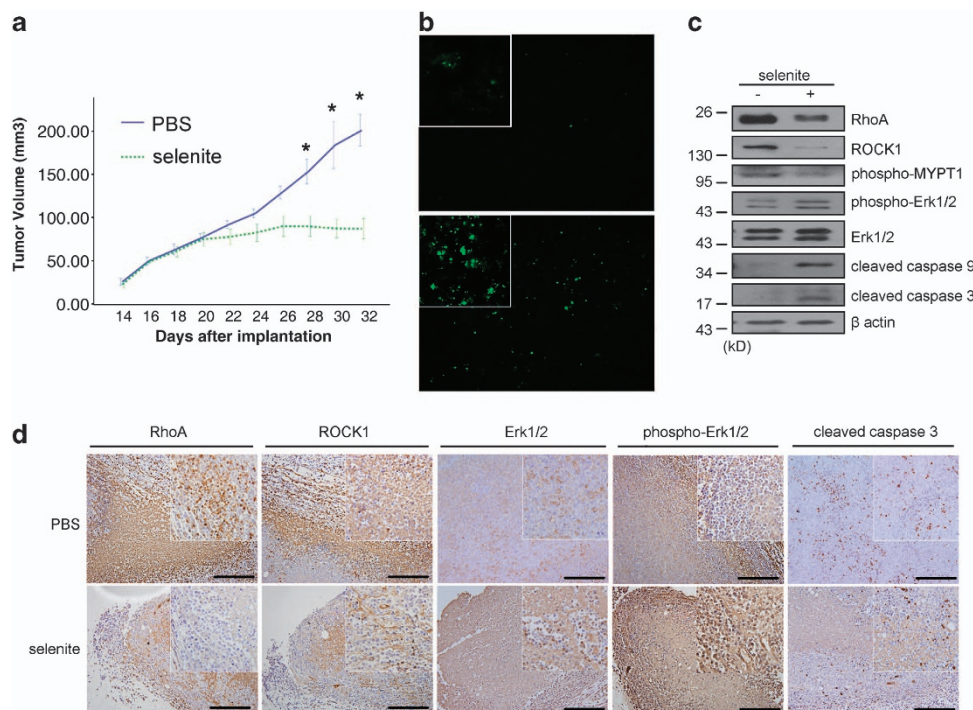 a
Tumor Volume (mm3)
200.00
150.00
100.00
50.00
0.00
PBS
selenite
*
*
*
14 16 18 20 22 24 26 28 30 32
Days after implantation
b
c
selenite
- +
26
RhoA
ROCK1
130
phospho-MYPT1
95
phospho-Erk1/2
43
Erk1/2
43
cleaved caspase 9
34
cleaved caspase 3
17
β actin
43
(kD)
d
RhoA ROCK1 Erk1/2 phospho-Erk1/2 cleaved caspase 3
PBS
selenite